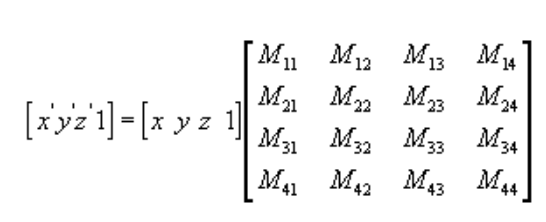 M₁₁ M₁₂ M₁₃ M₁₄
M₂₁ M₂₂ M₂₃ M₂₄
[x'y'z'1] = [x y z 1]
M₃₁ M₃₂ M₃₃ M₃₄
M₄₁ M₄₂ M₄₃ M₄₄